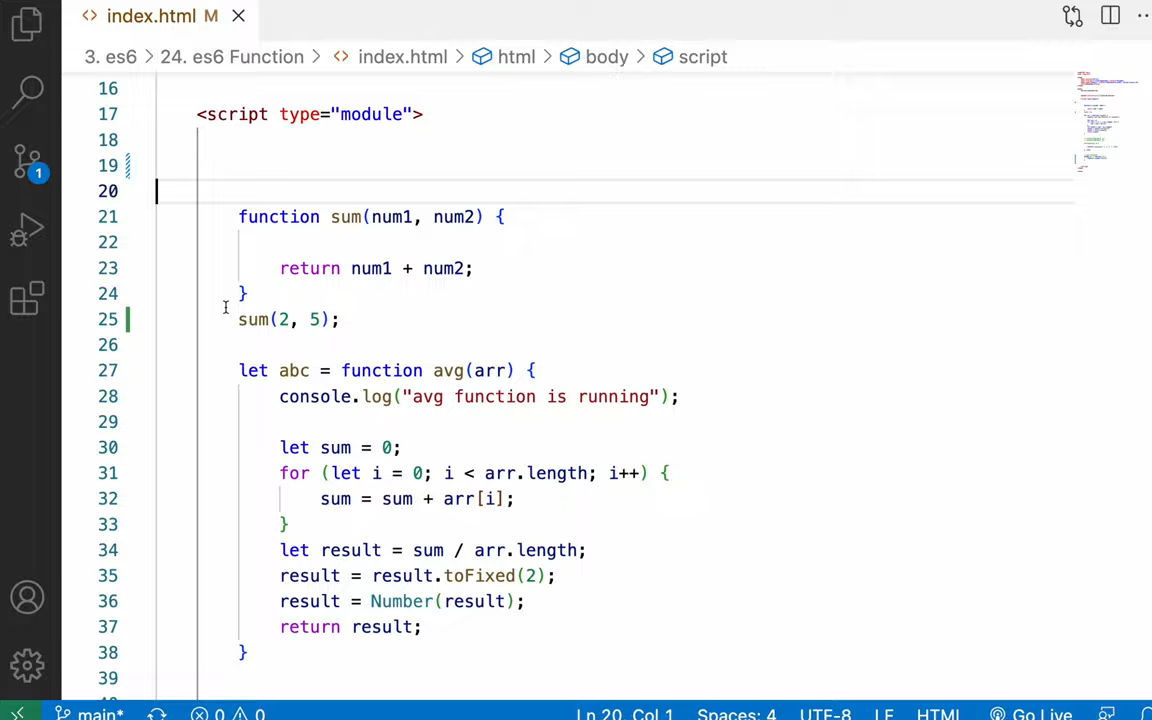 index.html M
3. es6 > 24. es6 Function > index.html > html > body > script
16
17 <script type="module">
18
19
20
21 function sum(num1, num2) {
22
23 return num1 + num2;
24 }
25 sum(2, 5);
26
27 let abc = function avg(arr) {
28 console.log("avg function is running");
29
30 let sum = 0;
31 for (let i = 0; i < arr.length; i++) {
32 sum = sum + arr[i];
33 }
34 let result = sum / arr.length;
35 result = result.toFixed(2);
36 result = Number(result);
37 return result;
38 }
39
1
main* 0 0 Ln 20, Col 1 Spaces: 4 UTF-8 LF HTML Go Live